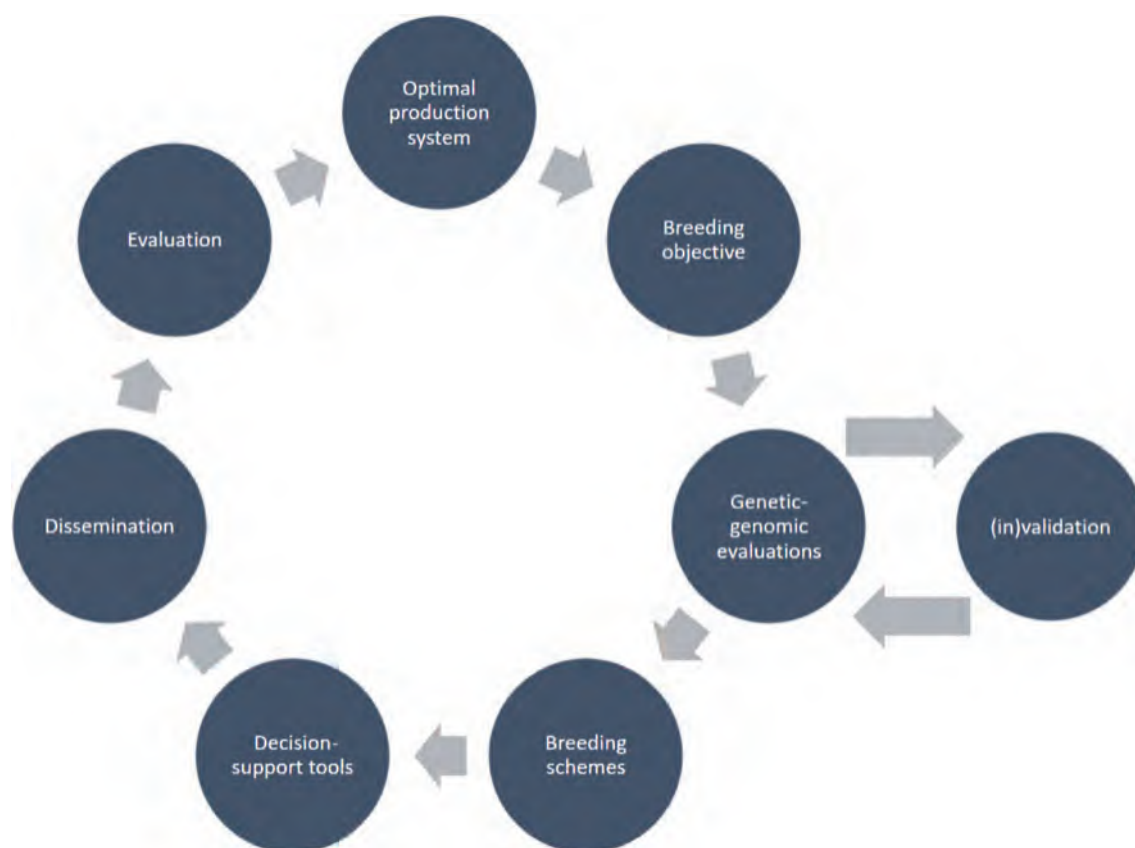 Optimal
production
system
Breeding
objective
Genetic-
genomic
evaluations
(in)validation
Breeding
schemes
Decision-
support tools
Dissemination
Evaluation